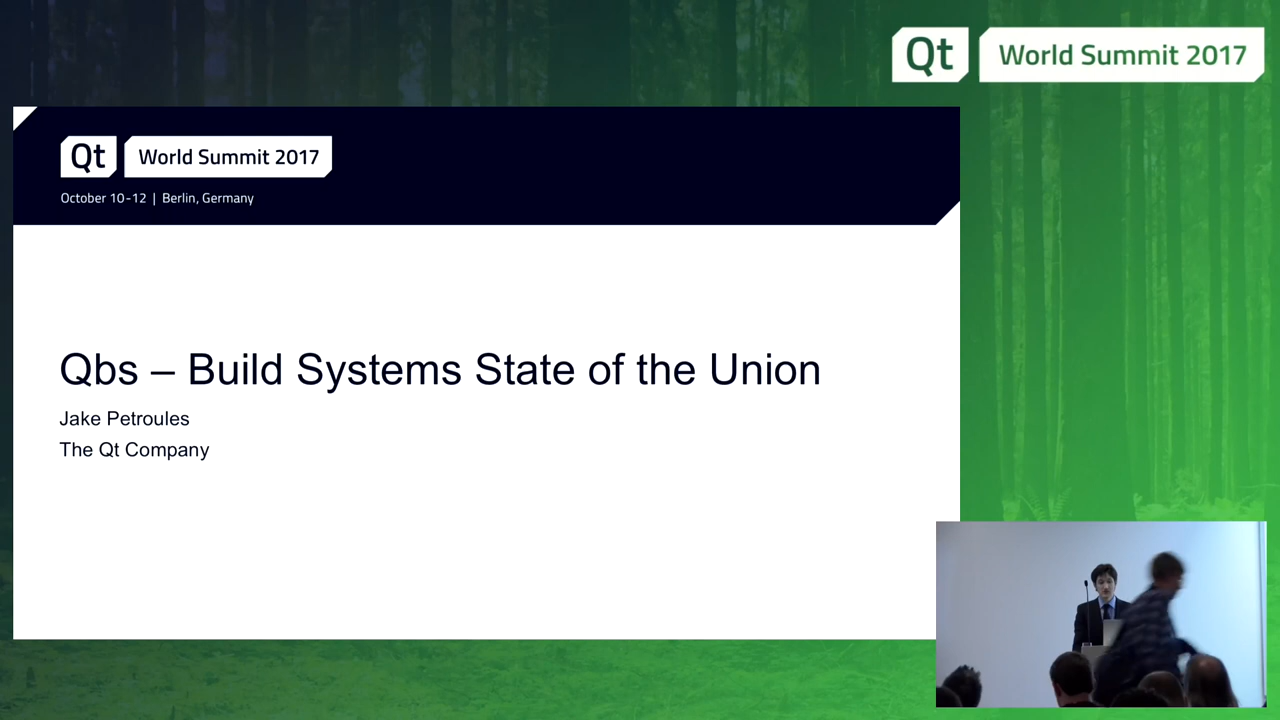 Qt World Summit 2017
Qt World Summit 2017
October 10-12 | Berlin, Germany
Qbs – Build Systems State of the Union
Jake Petroules
The Qt Company